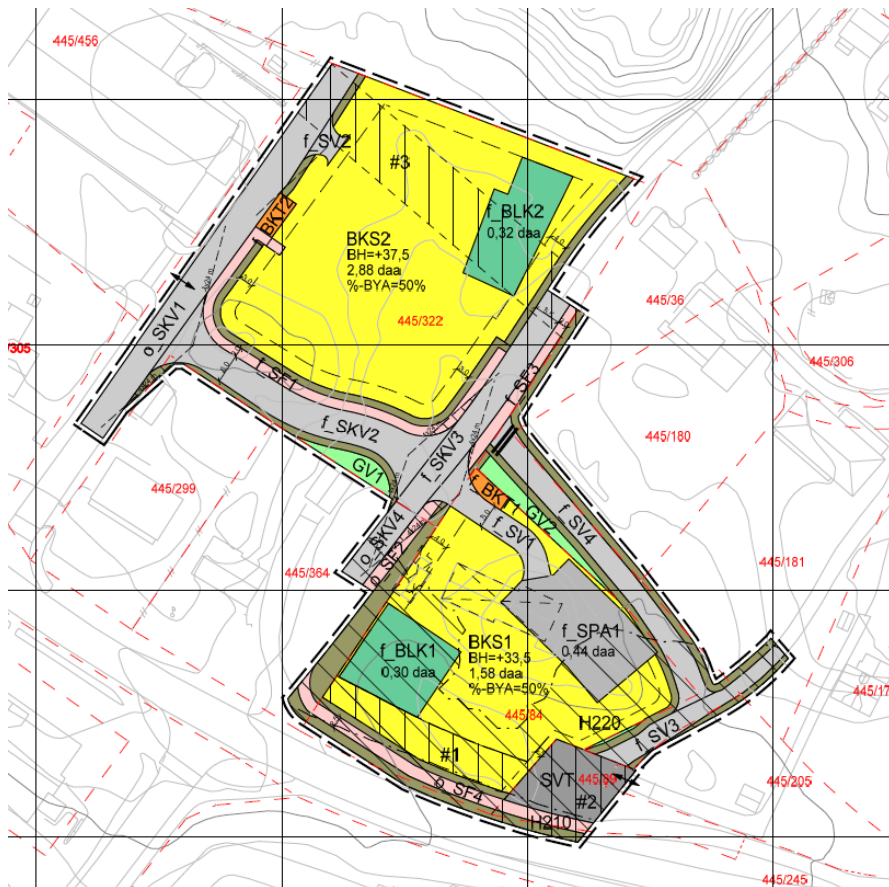 445/456
f_SV2
#3
BKT2
f_BLK2
0,32 daa
BKS2
BH=+37,5
2,88 daa
%-BYA=50%
445/36
o_SKV1
445/322
305
445/306
f_SF1
f_SF3
f_SKV2
445/180
f_SKV3
GV1
445/299
f_BKT1
GV2
f_SV4
f_SV1
o_SKV4
o_SF2
445/364
445/181
f_BLK1
0,30 daa
BKS1
BH=+33,5
1,58 daa
%-BYA=50%
f_SPA1
0,44 daa
445/17
445/84
H220
f_SV3
#1
SVT
#2
445/205
o_SF4
H210
445/245